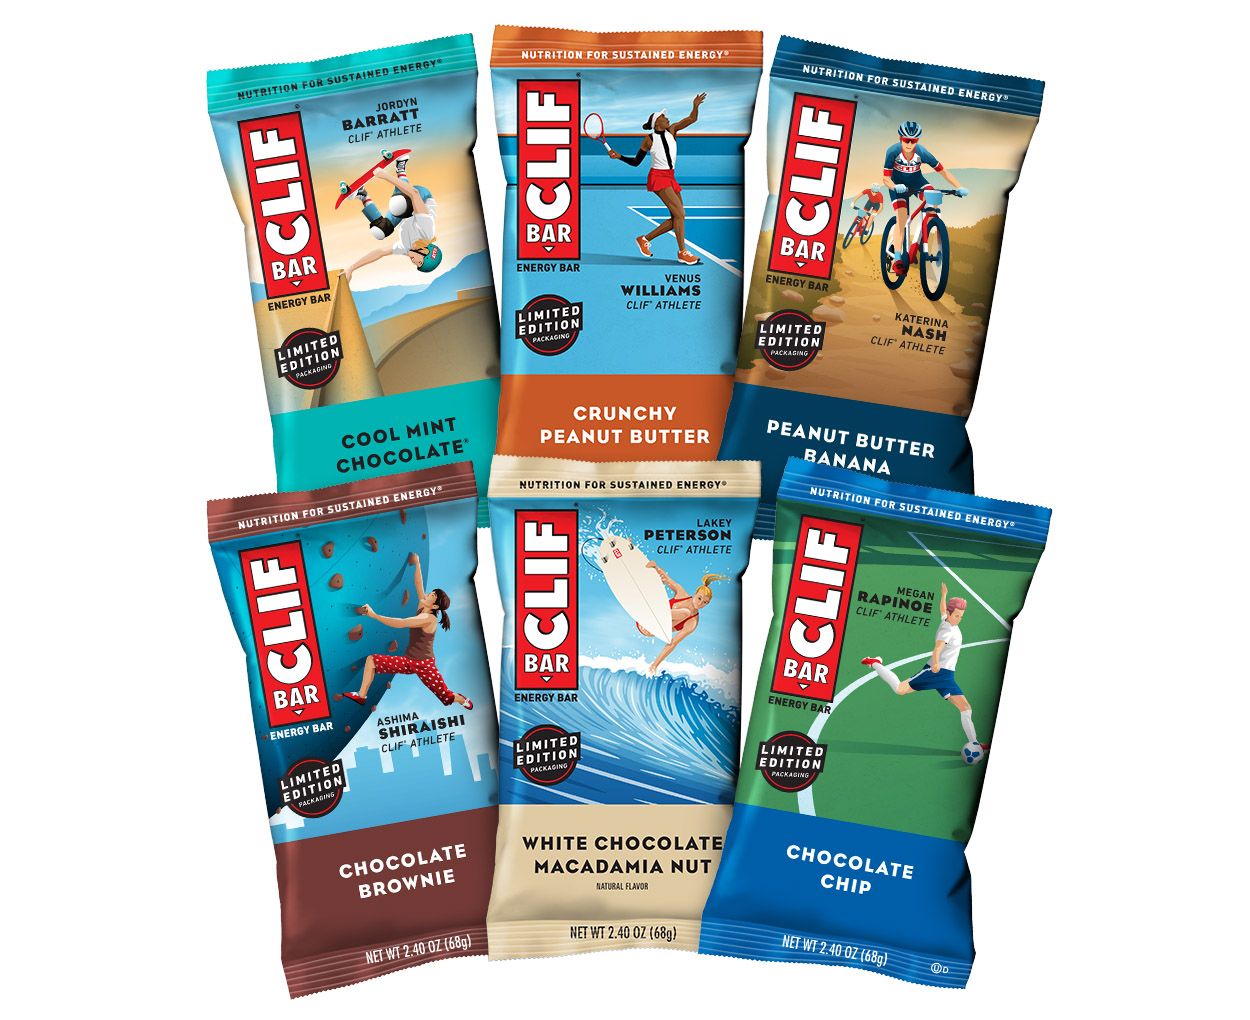 NUTRITION FOR SUSTAINED ENERGY®
CLIF®
BAR
ENERGY BAR
JORDYN
BARRATT
CLIF® ATHLETE
LIMITED
EDITION
PACKAGING
COOL MINT
CHOCOLATE®
NUTRITION FOR SUSTAINED ENERGY®
CLIF®
BAR
ENERGY BAR
VENUS
WILLIAMS
CLIF® ATHLETE
LIMITED
EDITION
PACKAGING
CRUNCHY
PEANUT BUTTER
NUTRITION FOR SUSTAINED ENERGY®
CLIF®
BAR
ENERGY BAR
KATERINA
NASH
CLIF® ATHLETE
LIMITED
EDITION
PACKAGING
PEANUT BUTTER
BANANA
NUTRITION FOR SUSTAINED ENERGY®
CLIF®
BAR
ENERGY BAR
ASHIMA
SHIRAISHI
CLIF® ATHLETE
LIMITED
EDITION
PACKAGING
CHOCOLATE
BROWNIE
NET WT 2.40 OZ (68g)
NUTRITION FOR SUSTAINED ENERGY®
CLIF®
BAR
ENERGY BAR
LAKEY
PETERSON
CLIF® ATHLETE
LIMITED
EDITION
PACKAGING
WHITE CHOCOLATE
MACADAMIA NUT
NATURAL FLAVOR
NET WT 2.40 OZ (68g)
NUTRITION FOR SUSTAINED ENERGY®
CLIF®
BAR
ENERGY BAR
MEGAN
RAPINOE
CLIF® ATHLETE
LIMITED
EDITION
PACKAGING
CHOCOLATE
CHIP
NET WT 2.40 OZ (68g)
Ⓤ D